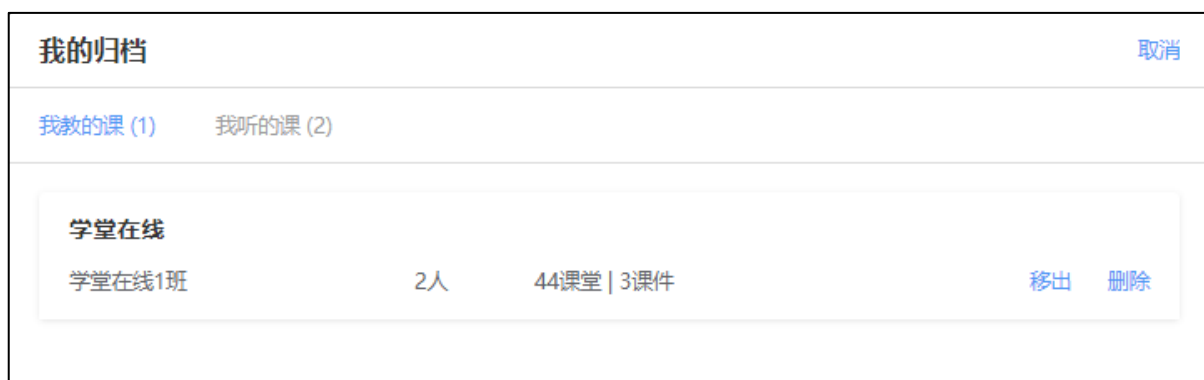 我的归档 取消
我教的课 (1) 我听的课 (2)
学堂在线
学堂在线1班 2人 44课堂 | 3课件 移出 删除